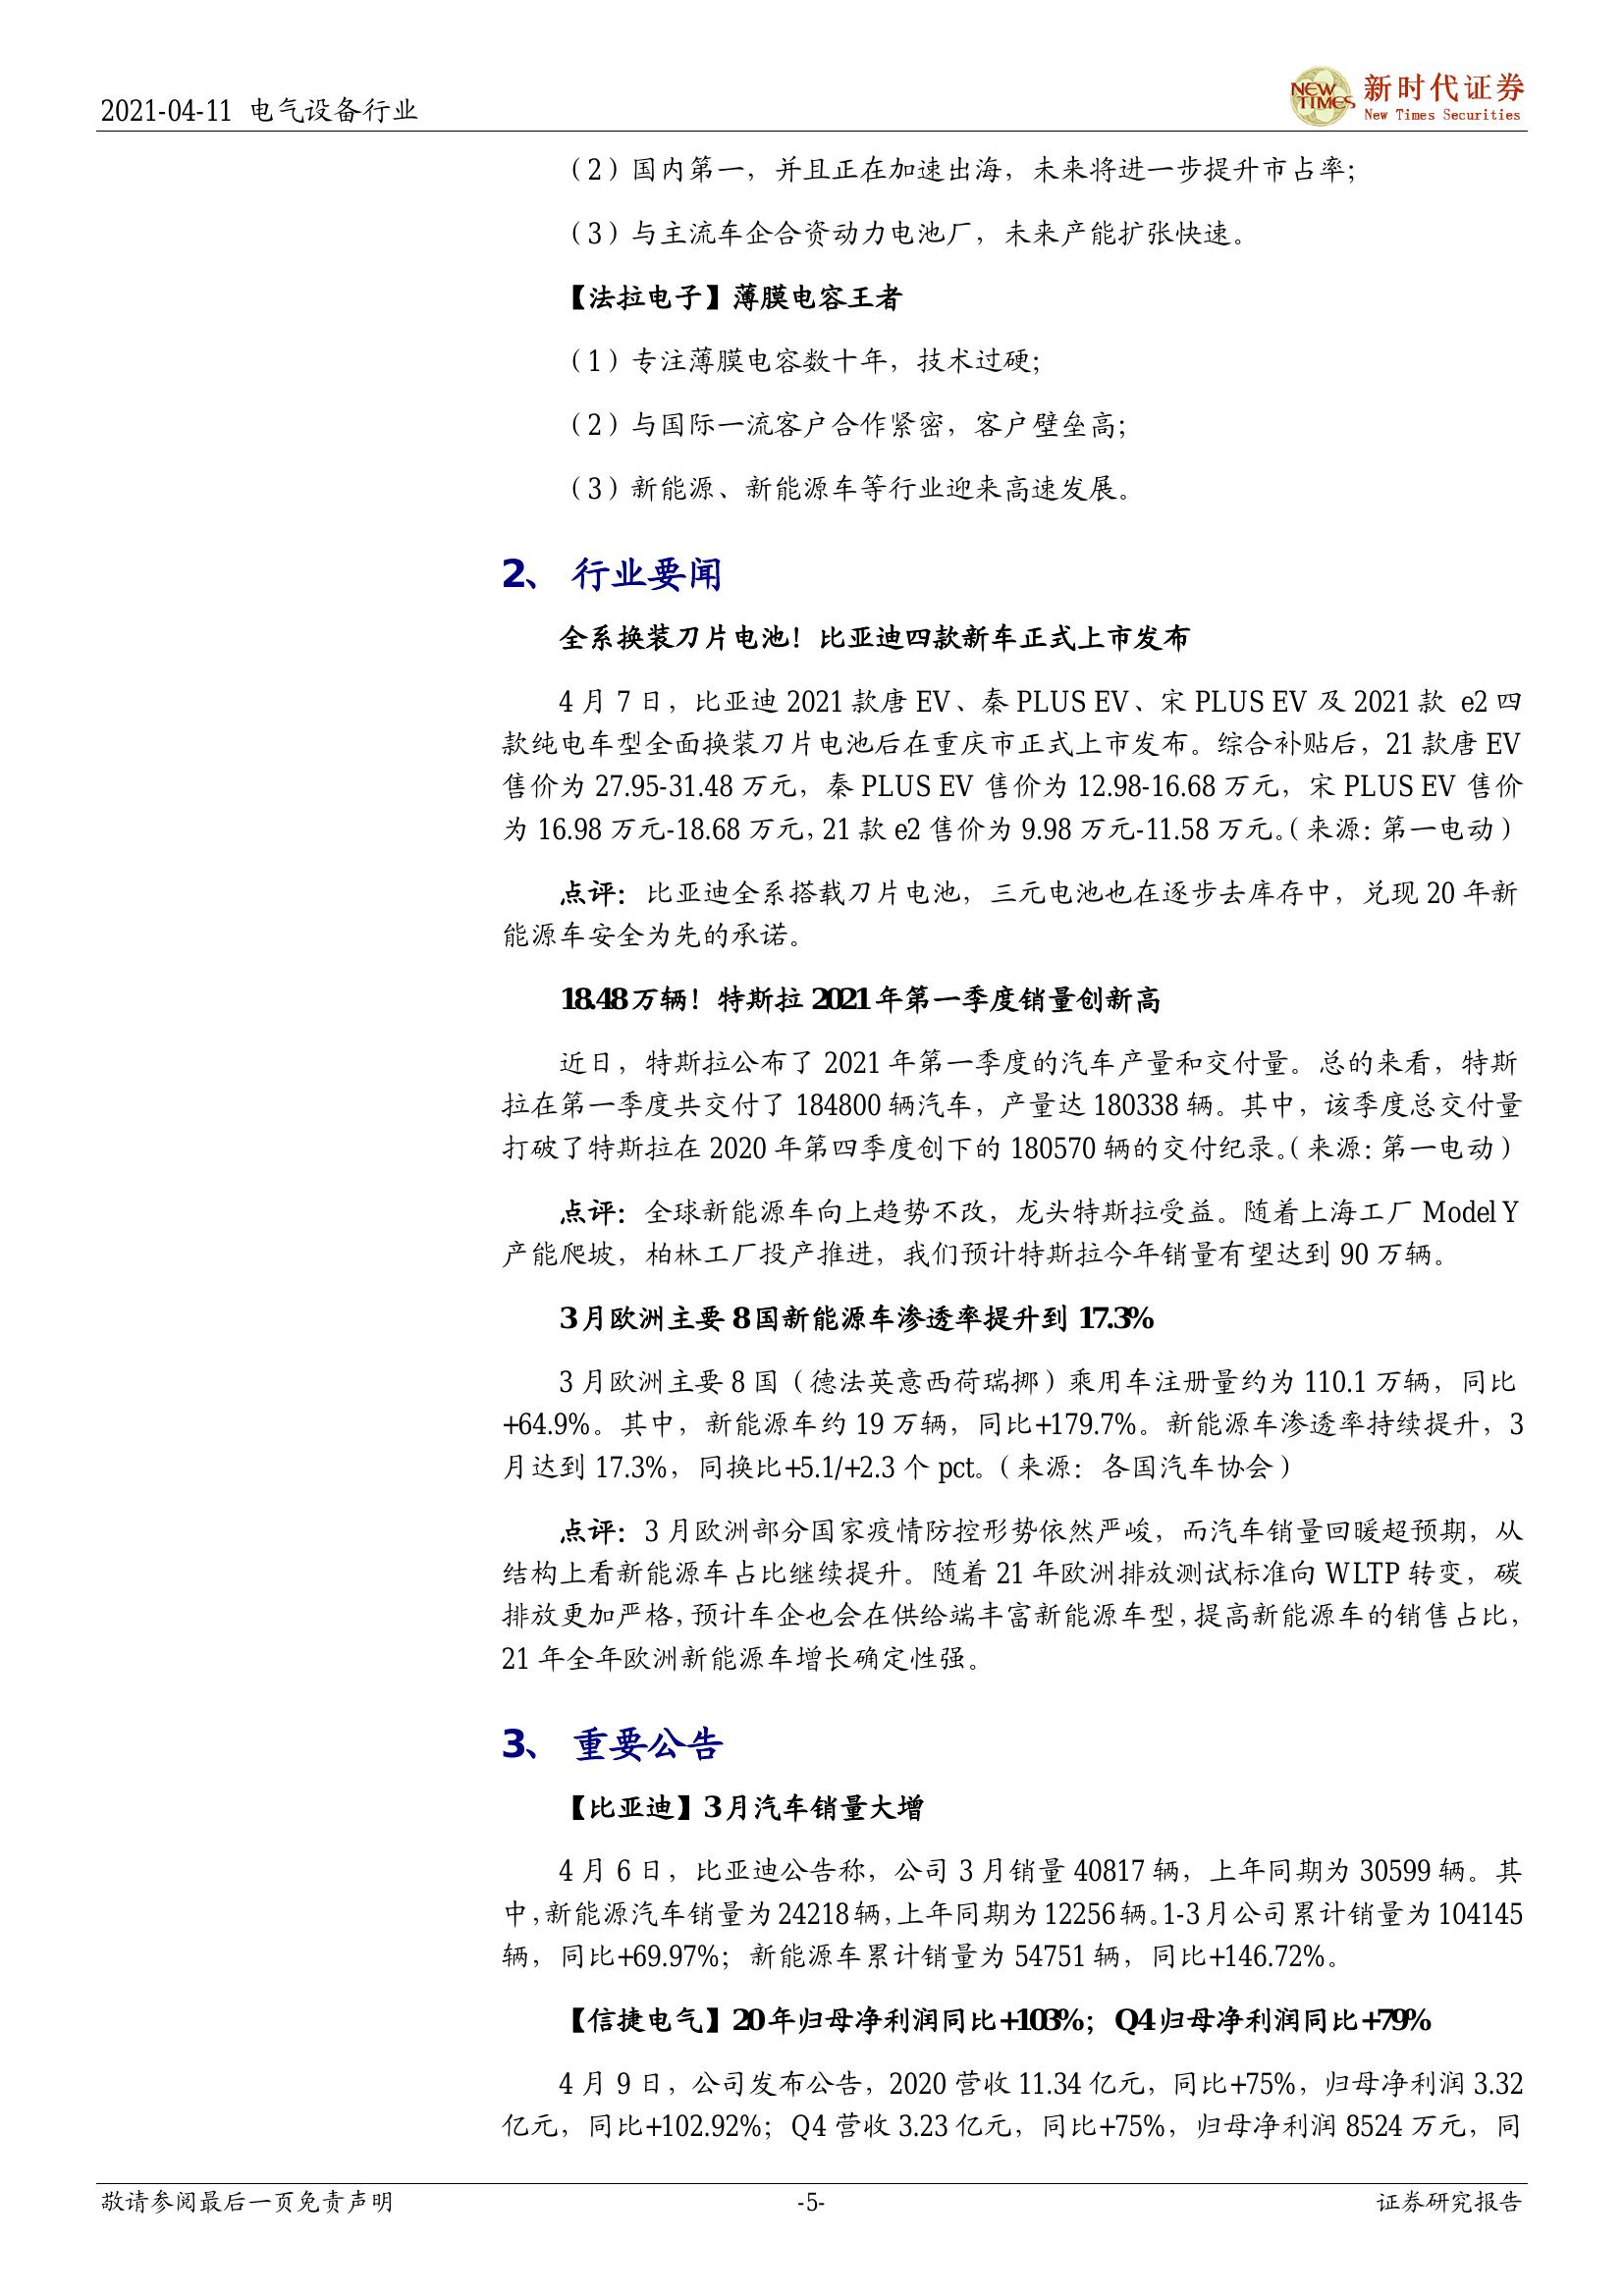 2021-04-11 电气设备行业
NEW TIMES
新时代证券
New Times Securities
（2）国内第一，并且正在加速出海，未来将进一步提升市占率；
（3）与主流车企合资动力电池厂，未来产能扩张快速。
【法拉电子】薄膜电容王者
（1）专注薄膜电容数十年，技术过硬；
（2）与国际一流客户合作紧密，客户壁垒高；
（3）新能源、新能源车等行业迎来高速发展。
2、 行业要闻
全系换装刀片电池！比亚迪四款新车正式上市发布
4 月 7 日，比亚迪 2021 款唐 EV、秦 PLUS EV、宋 PLUS EV 及 2021 款 e2 四
款纯电车型全面换装刀片电池后在重庆市正式上市发布。综合补贴后，21 款唐 EV
售价为 27.95-31.48 万元，秦 PLUS EV 售价为 12.98-16.68 万元，宋 PLUS EV 售价
为 16.98 万元-18.68 万元，21 款 e2 售价为 9.98 万元-11.58 万元。（来源：第一电动）
点评：比亚迪全系搭载刀片电池，三元电池也在逐步去库存中，兑现 20 年新
能源车安全为先的承诺。
18.48 万辆！特斯拉 2021 年第一季度销量创新高
近日，特斯拉公布了 2021 年第一季度的汽车产量和交付量。总的来看，特斯
拉在第一季度共交付了 184800 辆汽车，产量达 180338 辆。其中，该季度总交付量
打破了特斯拉在 2020 年第四季度创下的 180570 辆的交付纪录。（来源：第一电动）
点评：全球新能源车向上趋势不改，龙头特斯拉受益。随着上海工厂 Model Y
产能爬坡，柏林工厂投产推进，我们预计特斯拉今年销量有望达到 90 万辆。
3 月欧洲主要 8 国新能源车渗透率提升到 17.3%
3 月欧洲主要 8 国（德法英意西荷瑞挪）乘用车注册量约为 110.1 万辆，同比
+64.9%。其中，新能源车约 19 万辆，同比+179.7%。新能源车渗透率持续提升，3
月达到 17.3%，同换比+5.1/+2.3 个 pct。（来源：各国汽车协会）
点评：3 月欧洲部分国家疫情防控形势依然严峻，而汽车销量回暖超预期，从
结构上看新能源车占比继续提升。随着 21 年欧洲排放测试标准向 WLTP 转变，碳
排放更加严格，预计车企也会在供给端丰富新能源车型，提高新能源车的销售占比，
21 年全年欧洲新能源车增长确定性强。
3、 重要公告
【比亚迪】3 月汽车销量大增
4 月 6 日，比亚迪公告称，公司 3 月销量 40817 辆，上年同期为 30599 辆。其
中，新能源汽车销量为 24218 辆，上年同期为 12256 辆。1-3 月公司累计销量为 104145
辆，同比+69.97%；新能源车累计销量为 54751 辆，同比+146.72%。
【信捷电气】20 年归母净利润同比+103%；Q4 归母净利润同比+79%
4 月 9 日，公司发布公告，2020 营收 11.34 亿元，同比+75%，归母净利润 3.32
亿元，同比+102.92%；Q4 营收 3.23 亿元，同比+75%，归母净利润 8524 万元，同
敬请参阅最后一页免责声明
-5-
证券研究报告